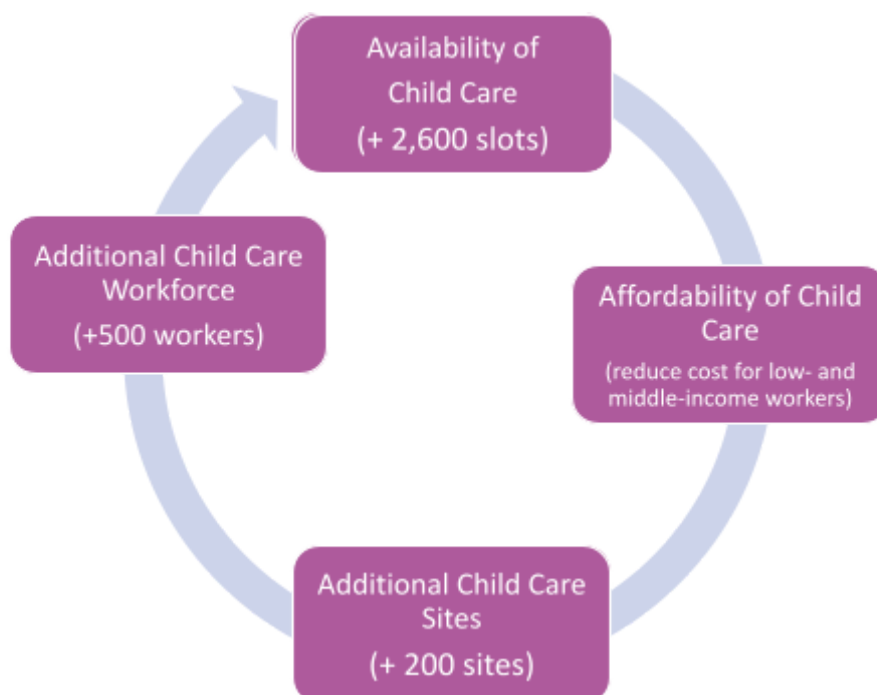 Availability of
Child Care
(+ 2,600 slots)
Affordability of Child
Care
(reduce cost for low- and
middle-income workers)
Additional Child Care
Sites
(+ 200 sites)
Additional Child Care
Workforce
(+500 workers)